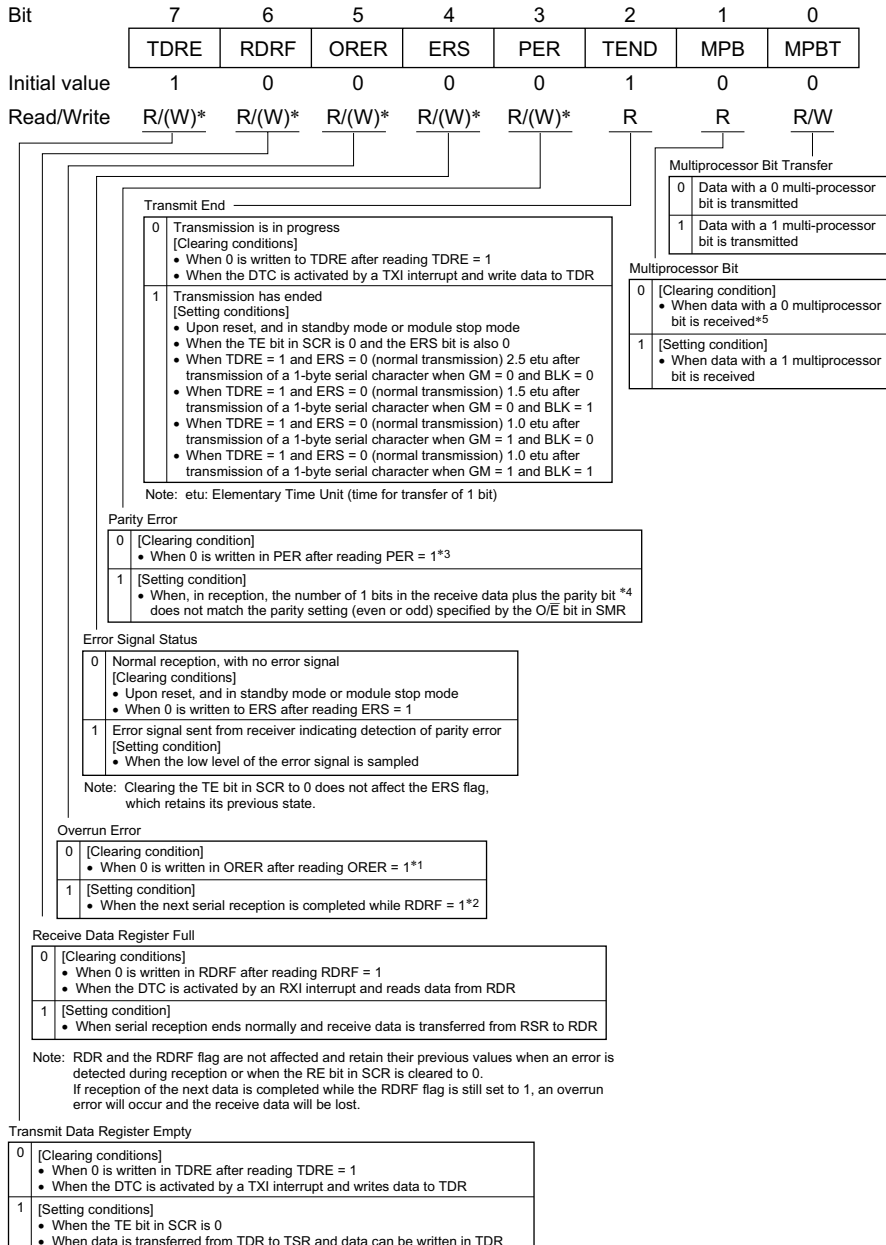 Bit 7 6 5 4 3 2 1 0
TDRE RDRF ORER ERS PER TEND MPB MPBT
Initial value 1 0 0 0 0 1 0 0
Read/Write R/(W)* R/(W)* R/(W)* R/(W)* R/(W)* R R R/W
Multiprocessor Bit Transfer
0 Data with a 0 multi-processor
bit is transmitted
1 Data with a 1 multi-processor
bit is transmitted
Transmit End
0 Transmission is in progress
[Clearing conditions]
• When 0 is written to TDRE after reading TDRE = 1
• When the DTC is activated by a TXI interrupt and write data to TDR
1 Transmission has ended
[Setting conditions]
• Upon reset, and in standby mode or module stop mode
• When the TE bit in SCR is 0 and the ERS bit is also 0
• When TDRE = 1 and ERS = 0 (normal transmission) 2.5 etu after
transmission of a 1-byte serial character when GM = 0 and BLK = 0
• When TDRE = 1 and ERS = 0 (normal transmission) 1.5 etu after
transmission of a 1-byte serial character when GM = 0 and BLK = 1
• When TDRE = 1 and ERS = 0 (normal transmission) 1.0 etu after
transmission of a 1-byte serial character when GM = 1 and BLK = 0
• When TDRE = 1 and ERS = 0 (normal transmission) 1.0 etu after
transmission of a 1-byte serial character when GM = 1 and BLK = 1
Note: etu: Elementary Time Unit (time for transfer of 1 bit)
Multiprocessor Bit
0 [Clearing condition]
• When data with a 0 multiprocessor
bit is received*5
1 [Setting condition]
• When data with a 1 multiprocessor
bit is received
Parity Error
0 [Clearing condition]
• When 0 is written in PER after reading PER = 1*3
1 [Setting condition]
• When, in reception, the number of 1 bits in the receive data plus the parity bit *4
does not match the parity setting (even or odd) specified by the O/E̅ bit in SMR
Error Signal Status
0 Normal reception, with no error signal
[Clearing conditions]
• Upon reset, and in standby mode or module stop mode
• When 0 is written to ERS after reading ERS = 1
1 Error signal sent from receiver indicating detection of parity error
[Setting condition]
• When the low level of the error signal is sampled
Note: Clearing the TE bit in SCR to 0 does not affect the ERS flag,
which retains its previous state.
Overrun Error
0 [Clearing condition]
• When 0 is written in ORER after reading ORER = 1*1
1 [Setting condition]
• When the next serial reception is completed while RDRF = 1*2
Receive Data Register Full
0 [Clearing conditions]
• When 0 is written in RDRF after reading RDRF = 1
• When the DTC is activated by an RXI interrupt and reads data from RDR
1 [Setting condition]
• When serial reception ends normally and receive data is transferred from RSR to RDR
Note: RDR and the RDRF flag are not affected and retain their previous values when an error is
detected during reception or when the RE bit in SCR is cleared to 0.
If reception of the next data is completed while the RDRF flag is still set to 1, an overrun
error will occur and the receive data will be lost.
Transmit Data Register Empty
0 [Clearing conditions]
• When 0 is written in TDRE after reading TDRE = 1
• When the DTC is activated by a TXI interrupt and writes data to TDR
1 [Setting conditions]
• When the TE bit in SCR is 0
• When data is transferred from TDR to TSR and data can be written in TDR